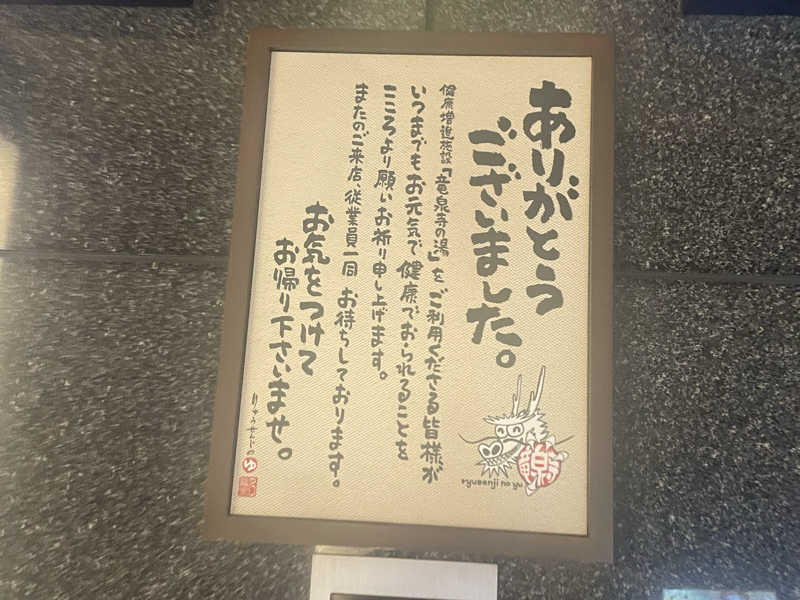 ありがとう
ございました。
健康増進施設「竜泉寺の湯」を ご利用くださる皆様が
いつまでもお元気で 健康でおられることを
こころより願いお祈り申し上げます。
またのご来店、従業員一同 お待ちしております。
お気をつけて
お帰り下さいませ。
りゅうせんじの ゆ
ryusenji no yu